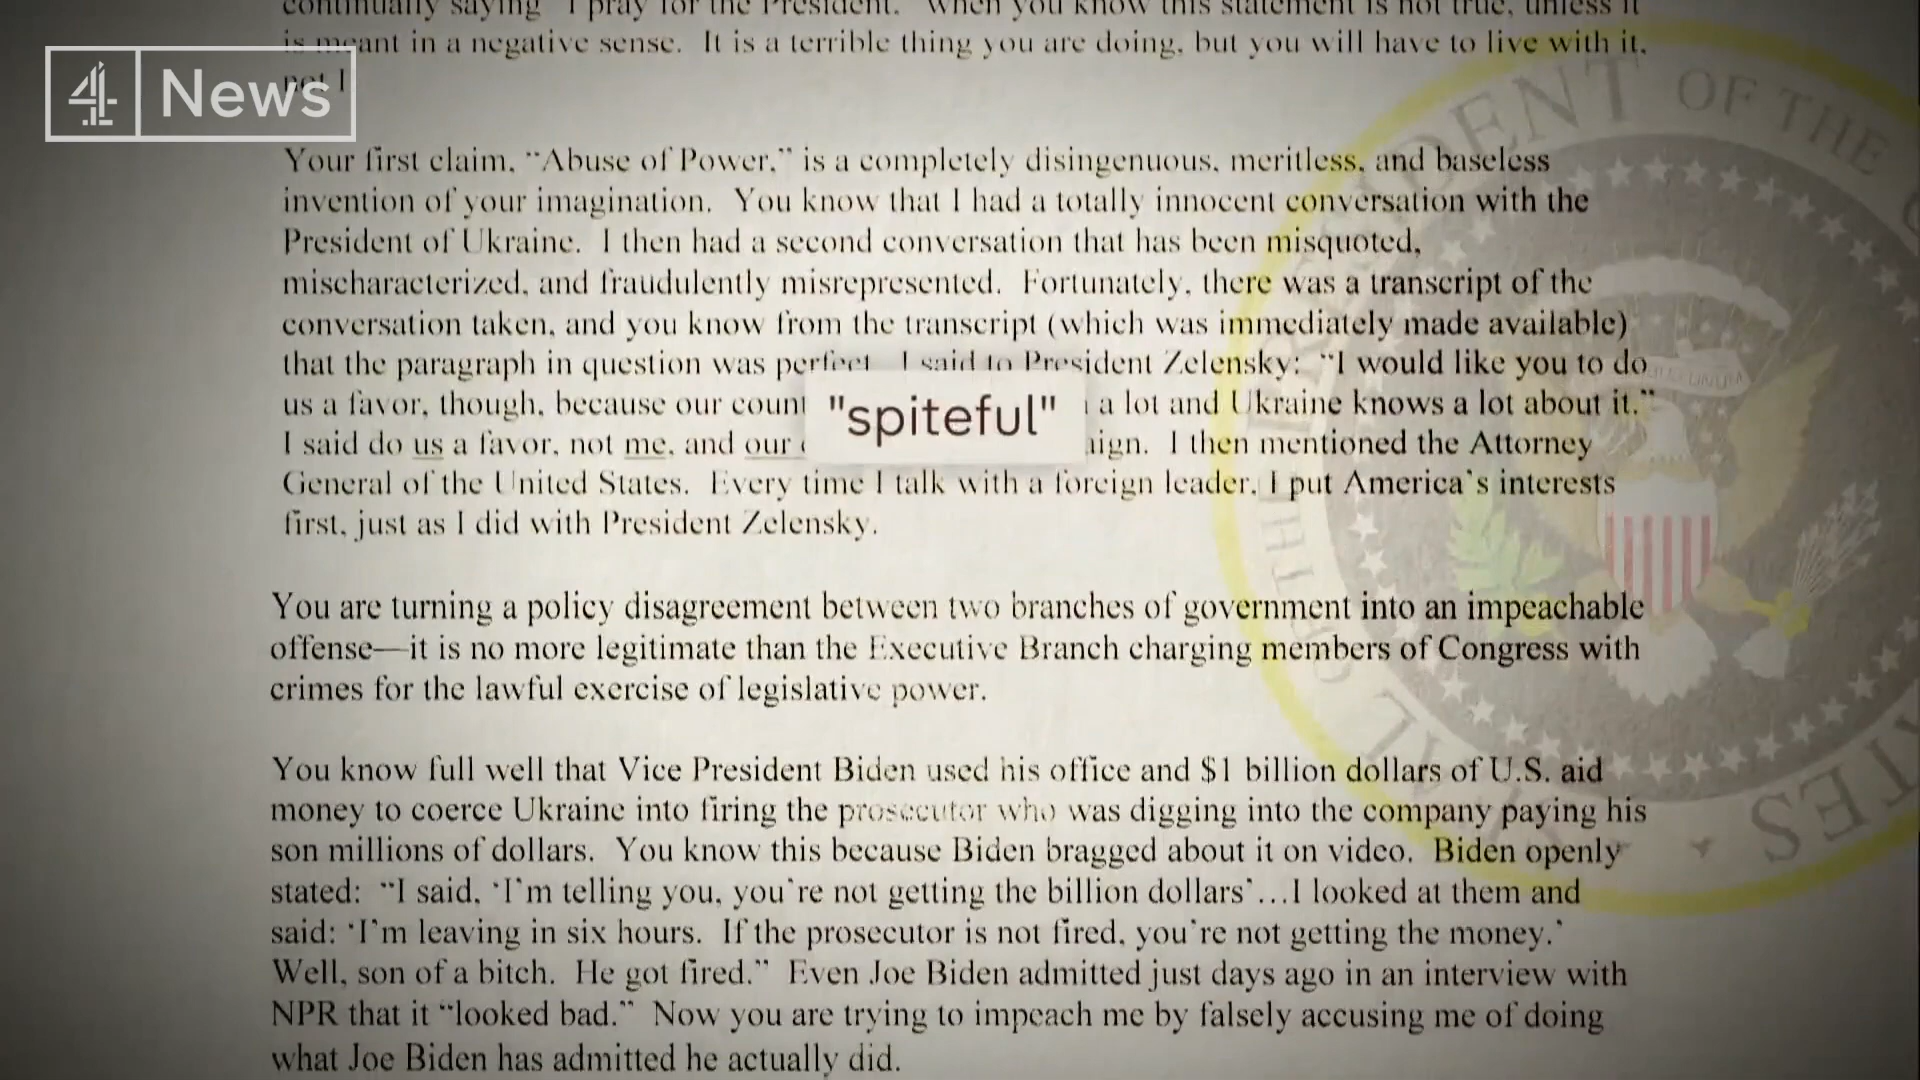 continually saying "I pray for the President," when you know this statement is not true, unless it
is meant in a negative sense. It is a terrible thing you are doing, but you will have to live with it,
not I
4 News
Your first claim, "Abuse of Power," is a completely disingenuous, meritless, and baseless
invention of your imagination. You know that I had a totally innocent conversation with the
President of Ukraine. I then had a second conversation that has been misquoted,
mischaracterized, and fraudulently misrepresented. Fortunately, there was a transcript of the
conversation taken, and you know from the transcript (which was immediately made available)
that the paragraph in question was perfect. I said to President Zelensky: "I would like you to do
us a favor, though, because our a lot and Ukraine knows a lot about it."
"spiteful"
I said do us a favor, not me, and our I then mentioned the Attorney
General of the United States. Every time I talk with a foreign leader, I put America's interests
first, just as I did with President Zelensky.
You are turning a policy disagreement between two branches of government into an impeachable
offense—it is no more legitimate than the Executive Branch charging members of Congress with
crimes for the lawful exercise of legislative power.
You know full well that Vice President Biden used his office and $1 billion dollars of U.S. aid
money to coerce Ukraine into firing the prosecutor who was digging into the company paying his
son millions of dollars. You know this because Biden bragged about it on video. Biden openly
stated: "I said, 'I'm telling you, you're not getting the billion dollars'…I looked at them and
said: 'I'm leaving in six hours. If the prosecutor is not fired, you're not getting the money.'
Well, son of a bitch. He got fired." Even Joe Biden admitted just days ago in an interview with
NPR that it "looked bad." Now you are trying to impeach me by falsely accusing me of doing
what Joe Biden has admitted he actually did.
SEAL OF THE PRESIDENT OF THE